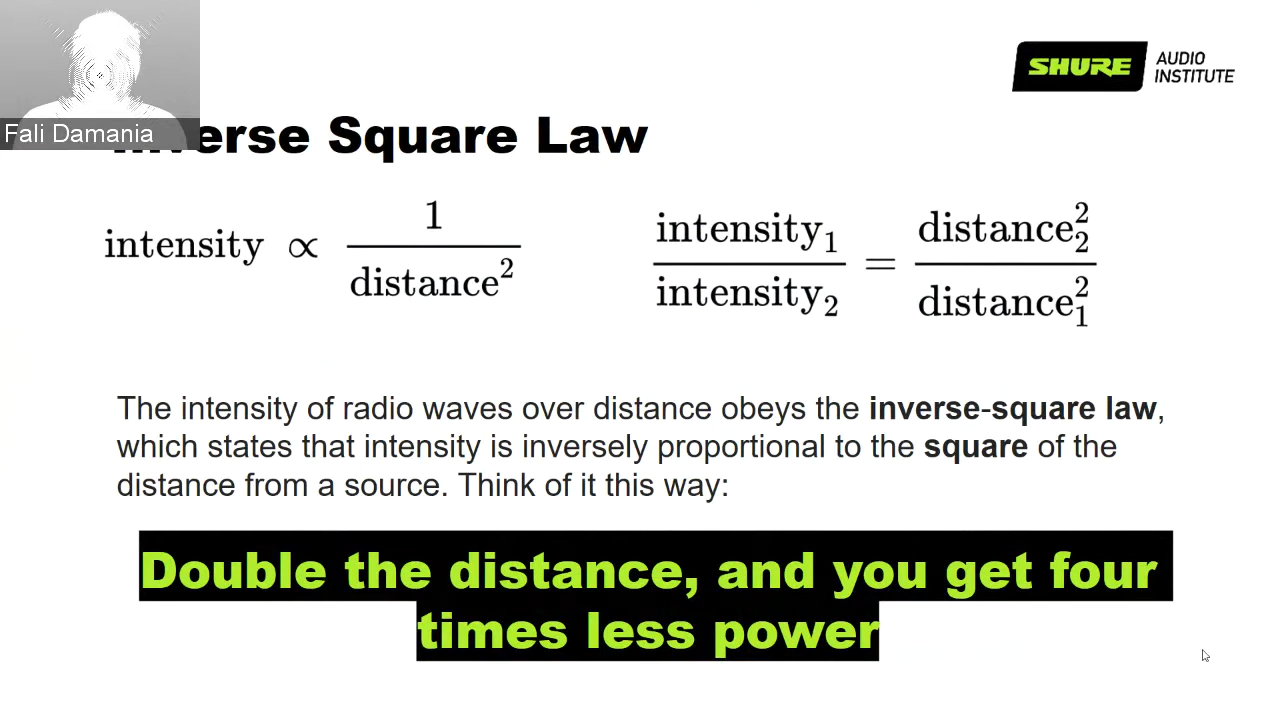 SHURE
AUDIO
INSTITUTE
Fali Damania
erse Square Law
intensity ∝ 1 / distance²
intensity₁ / intensity₂ = distance₂² / distance₁²
The intensity of radio waves over distance obeys the inverse-square law,
which states that intensity is inversely proportional to the square of the
distance from a source. Think of it this way:
Double the distance, and you get four
times less power